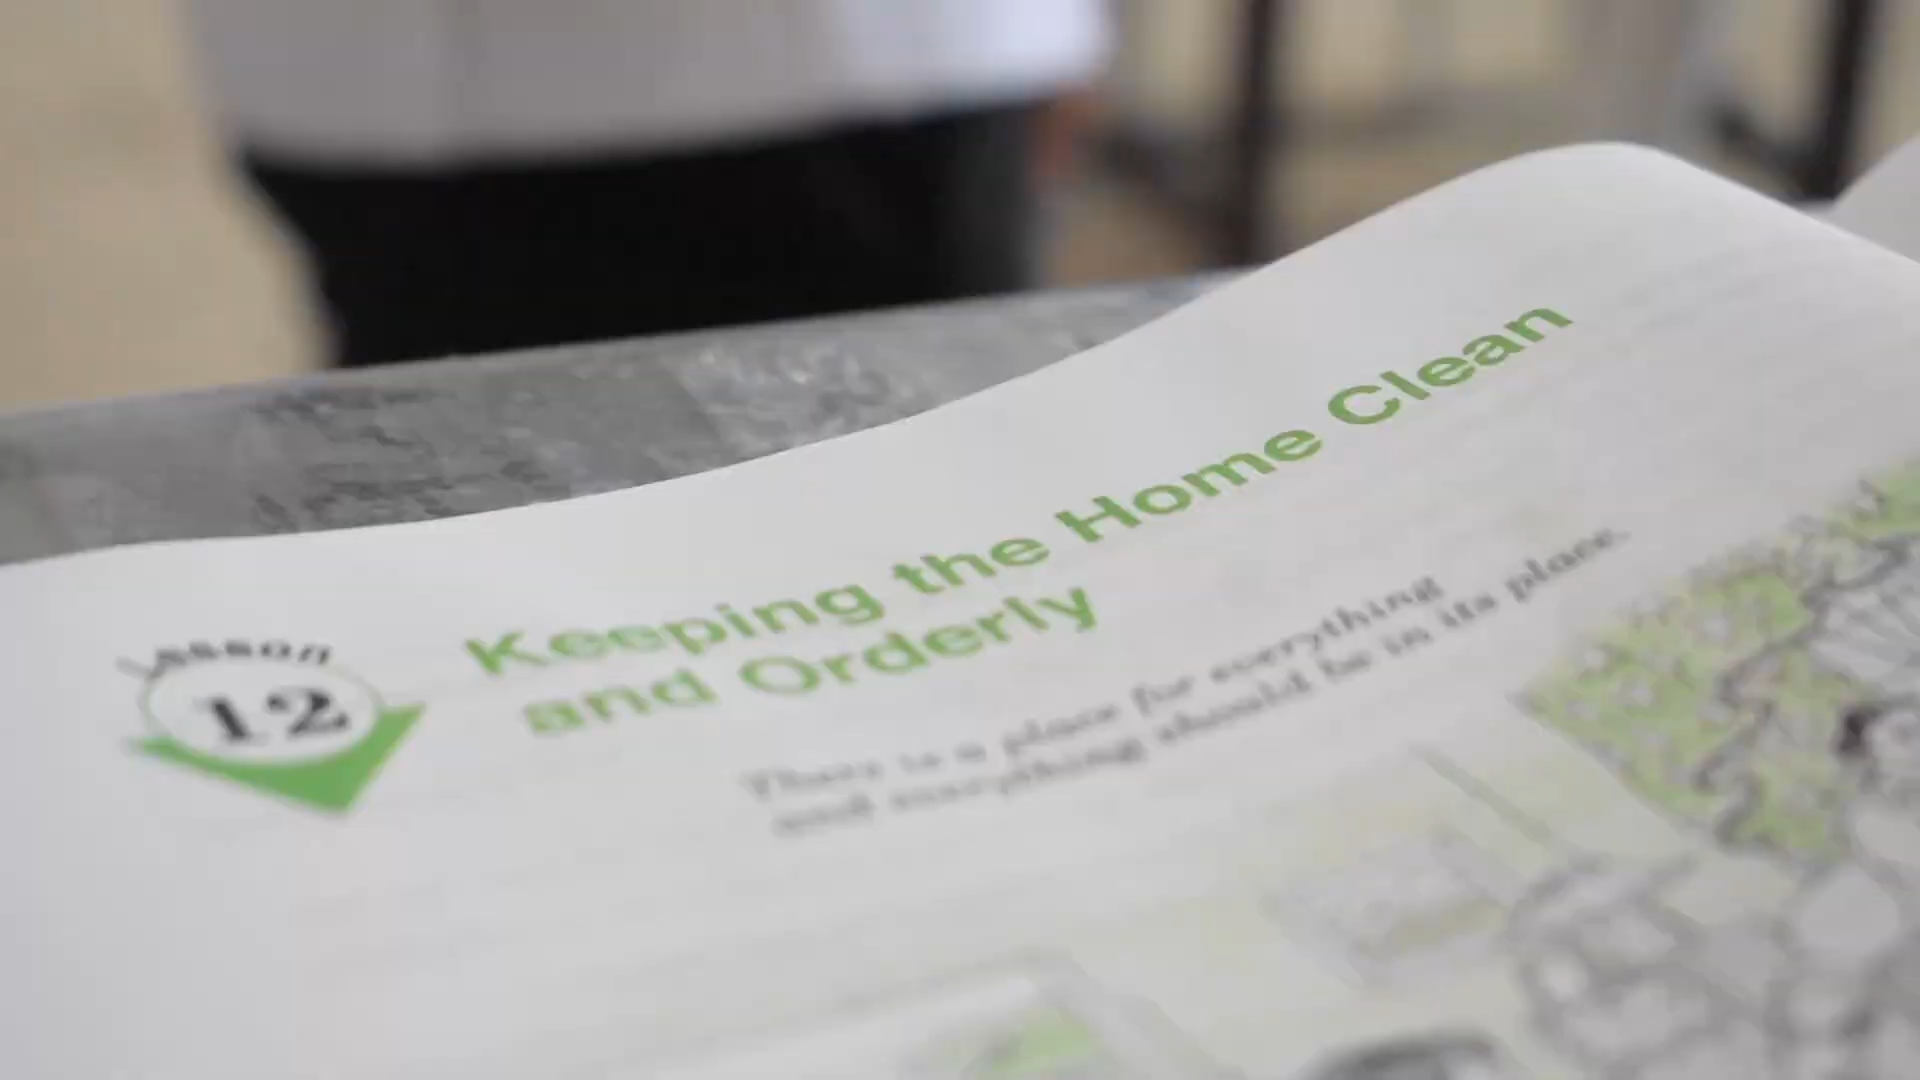 Lesson
12
Keeping the Home Clean
and Orderly
There is a place for everything
and everything should be in its place.